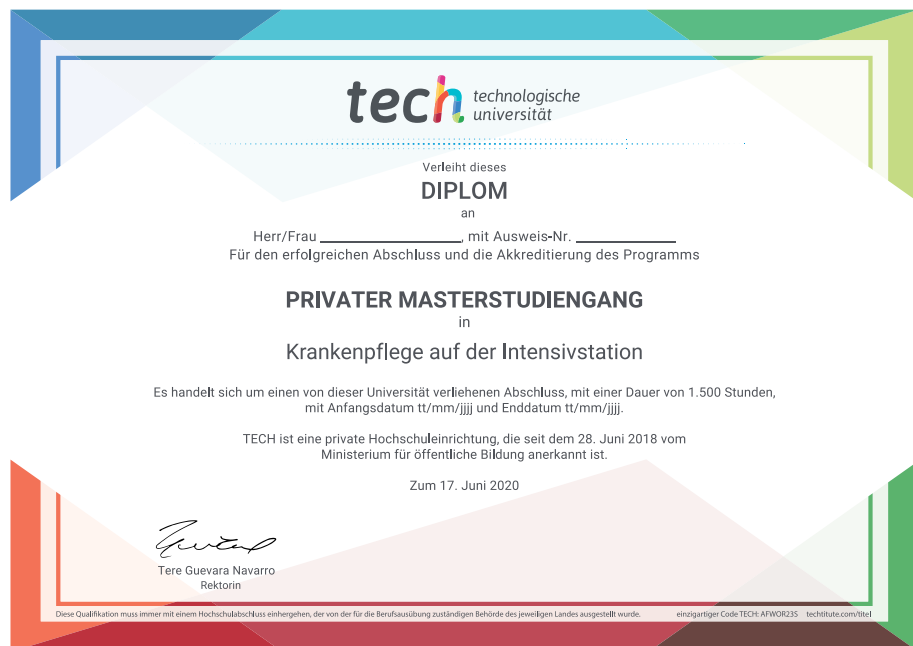 tech technologische
universität
Verleiht dieses
DIPLOM
an
Herr/Frau ____________________, mit Ausweis-Nr. ______________
Für den erfolgreichen Abschluss und die Akkreditierung des Programms
PRIVATER MASTERSTUDIENGANG
in
Krankenpflege auf der Intensivstation
Es handelt sich um einen von dieser Universität verliehenen Abschluss, mit einer Dauer von 1.500 Stunden,
mit Anfangsdatum tt/mm/jjjj und Enddatum tt/mm/jjjj.
TECH ist eine private Hochschuleinrichtung, die seit dem 28. Juni 2018 vom
Ministerium für öffentliche Bildung anerkannt ist.
Zum 17. Juni 2020
Tere Guevara Navarro
Rektorin
Diese Qualifikation muss immer mit einem Hochschulabschluss einhergehen, der von der für die Berufsausübung zuständigen Behörde des jeweiligen Landes ausgestellt wurde. einzigartiger Code TECH: AFWOR23S techtitute.com/titel